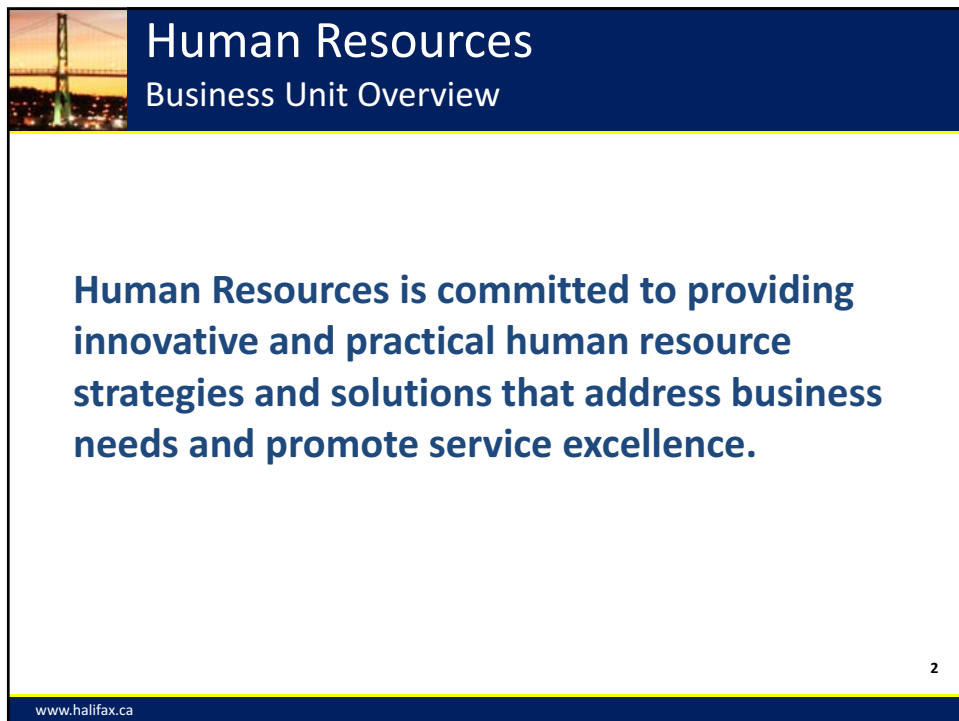 Human Resources
Business Unit Overview
Human Resources is committed to providing
innovative and practical human resource
strategies and solutions that address business
needs and promote service excellence.
2
www.halifax.ca